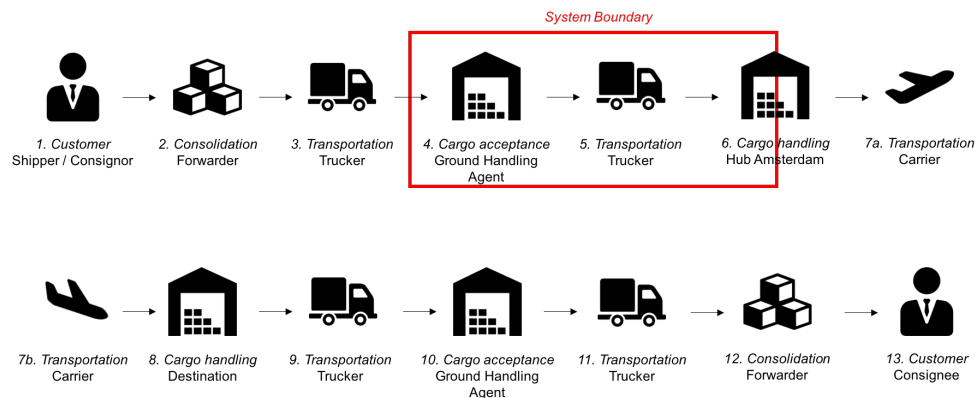 System Boundary
1. Customer
Shipper / Consignor
2. Consolidation
Forwarder
3. Transportation
Trucker
4. Cargo acceptance
Ground Handling
Agent
5. Transportation
Trucker
6. Cargo handling
Hub Amsterdam
7a. Transportation
Carrier
7b. Transportation
Carrier
8. Cargo handling
Destination
9. Transportation
Trucker
10. Cargo acceptance
Ground Handling
Agent
11. Transportation
Trucker
12. Consolidation
Forwarder
13. Customer
Consignee